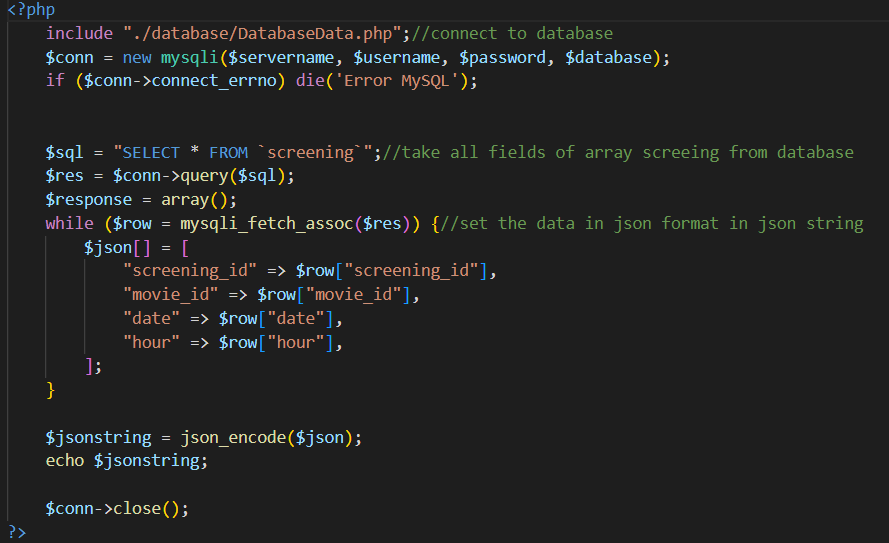 <?php
include "./database/DatabaseData.php";//connect to database
$conn = new mysqli($servername, $username, $password, $database);
if ($conn->connect_errno) die('Error MySQL');
$sql = "SELECT * FROM `screening`";//take all fields of array screeing from database
$res = $conn->query($sql);
$response = array();
while ($row = mysqli_fetch_assoc($res)) {//set the data in json format in json string
$json[] = [
"screening_id" => $row["screening_id"],
"movie_id" => $row["movie_id"],
"date" => $row["date"],
"hour" => $row["hour"],
];
}
$jsonstring = json_encode($json);
echo $jsonstring;
$conn->close();
?>